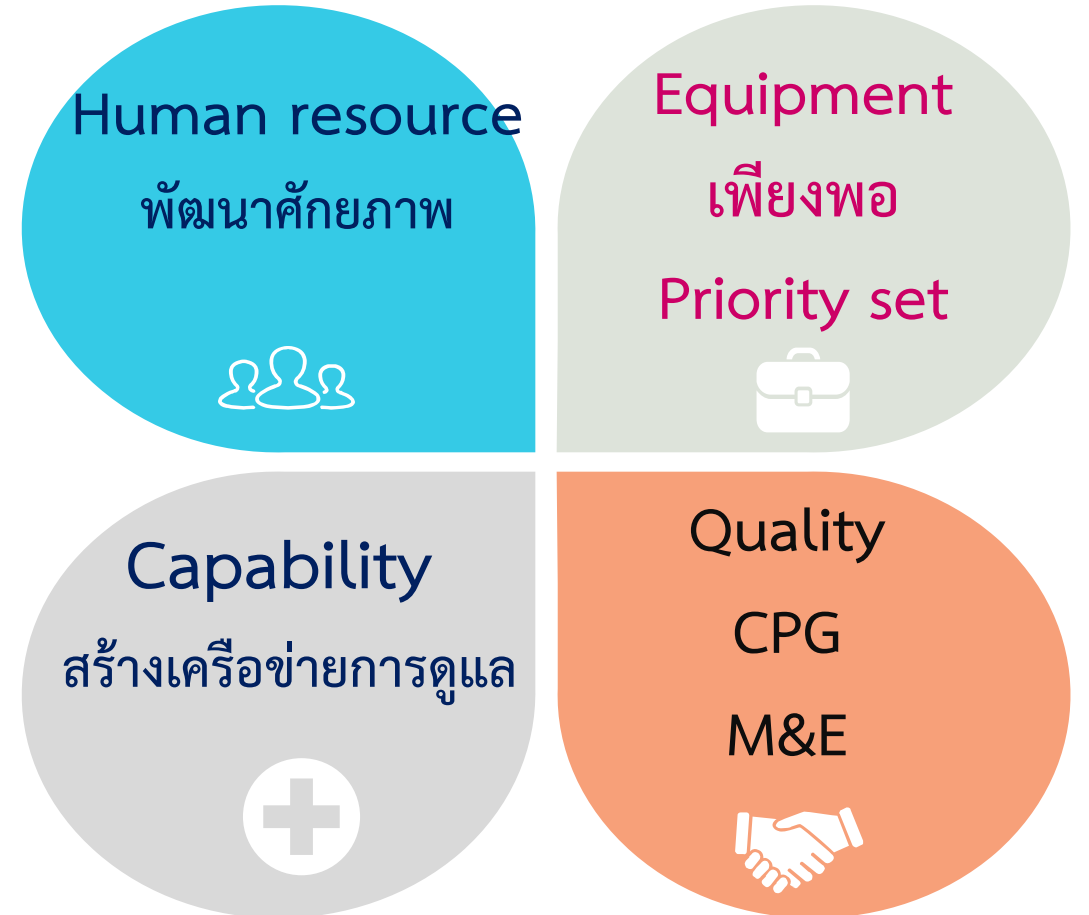 Human resource
พัฒนาศักยภาพ
Equipment
เพียงพอ
Priority set
Capability
สร้างเครือข่ายการดูแล
Quality
CPG
M&E